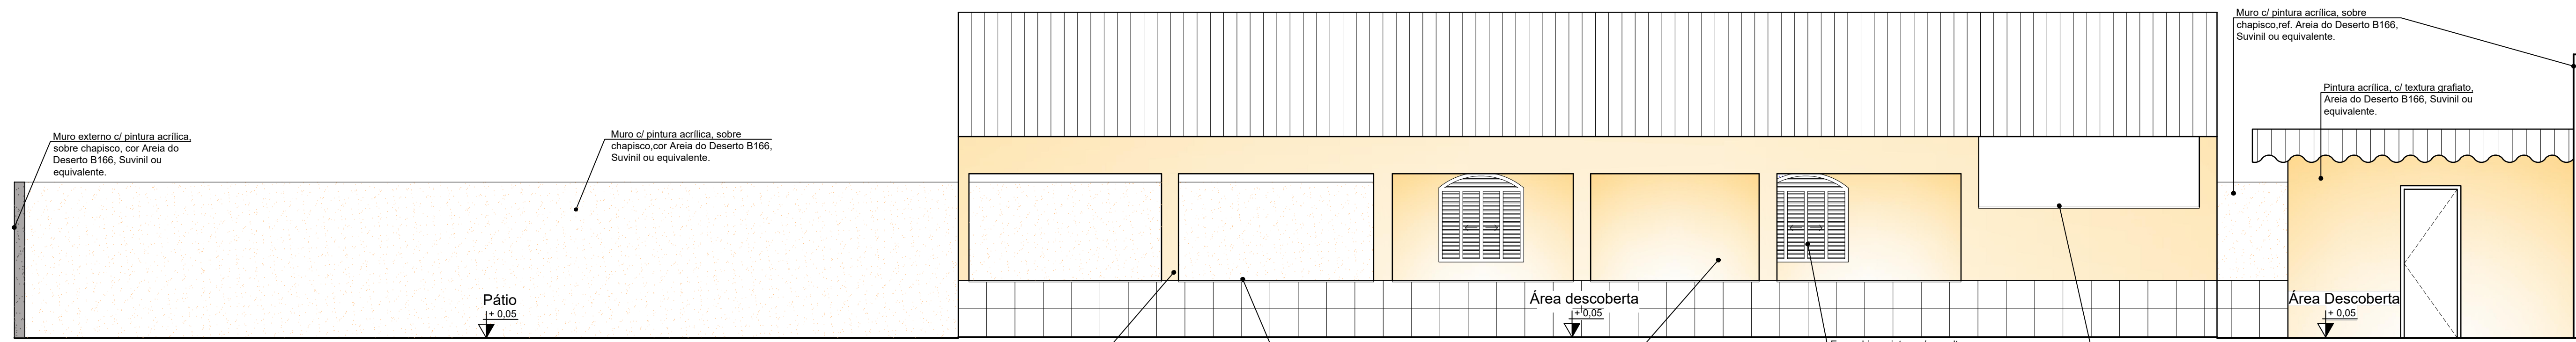 Muro externo c/ pintura acrílica,
sobre chapisco, cor Areia do
Deserto B166, Suvinil ou
equivalente.
Muro c/ pintura acrílica, sobre
chapisco,cor Areia do Deserto B166,
Suvinil ou equivalente.
Muro c/ pintura acrílica, sobre
chapisco,ref. Areia do Deserto B166,
Suvinil ou equivalente.
Pintura acrílica, c/ textura grafiato,
Areia do Deserto B166, Suvinil ou
equivalente.
Pátio
+ 0,05
Área descoberta
+ 0,05
Área Descoberta
+ 0,05